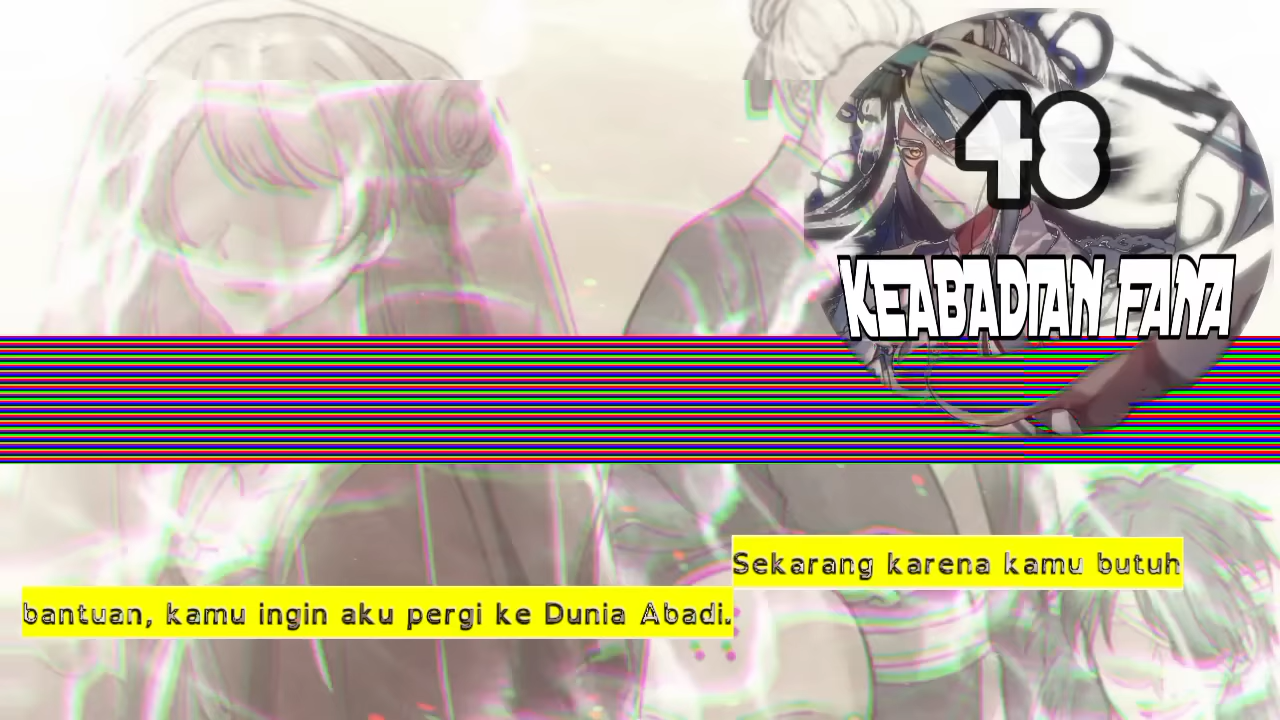 48
KEABADIAN FANA
Sekarang karena kamu butuh
bantuan, kamu ingin aku pergi ke Dunia Abadi.